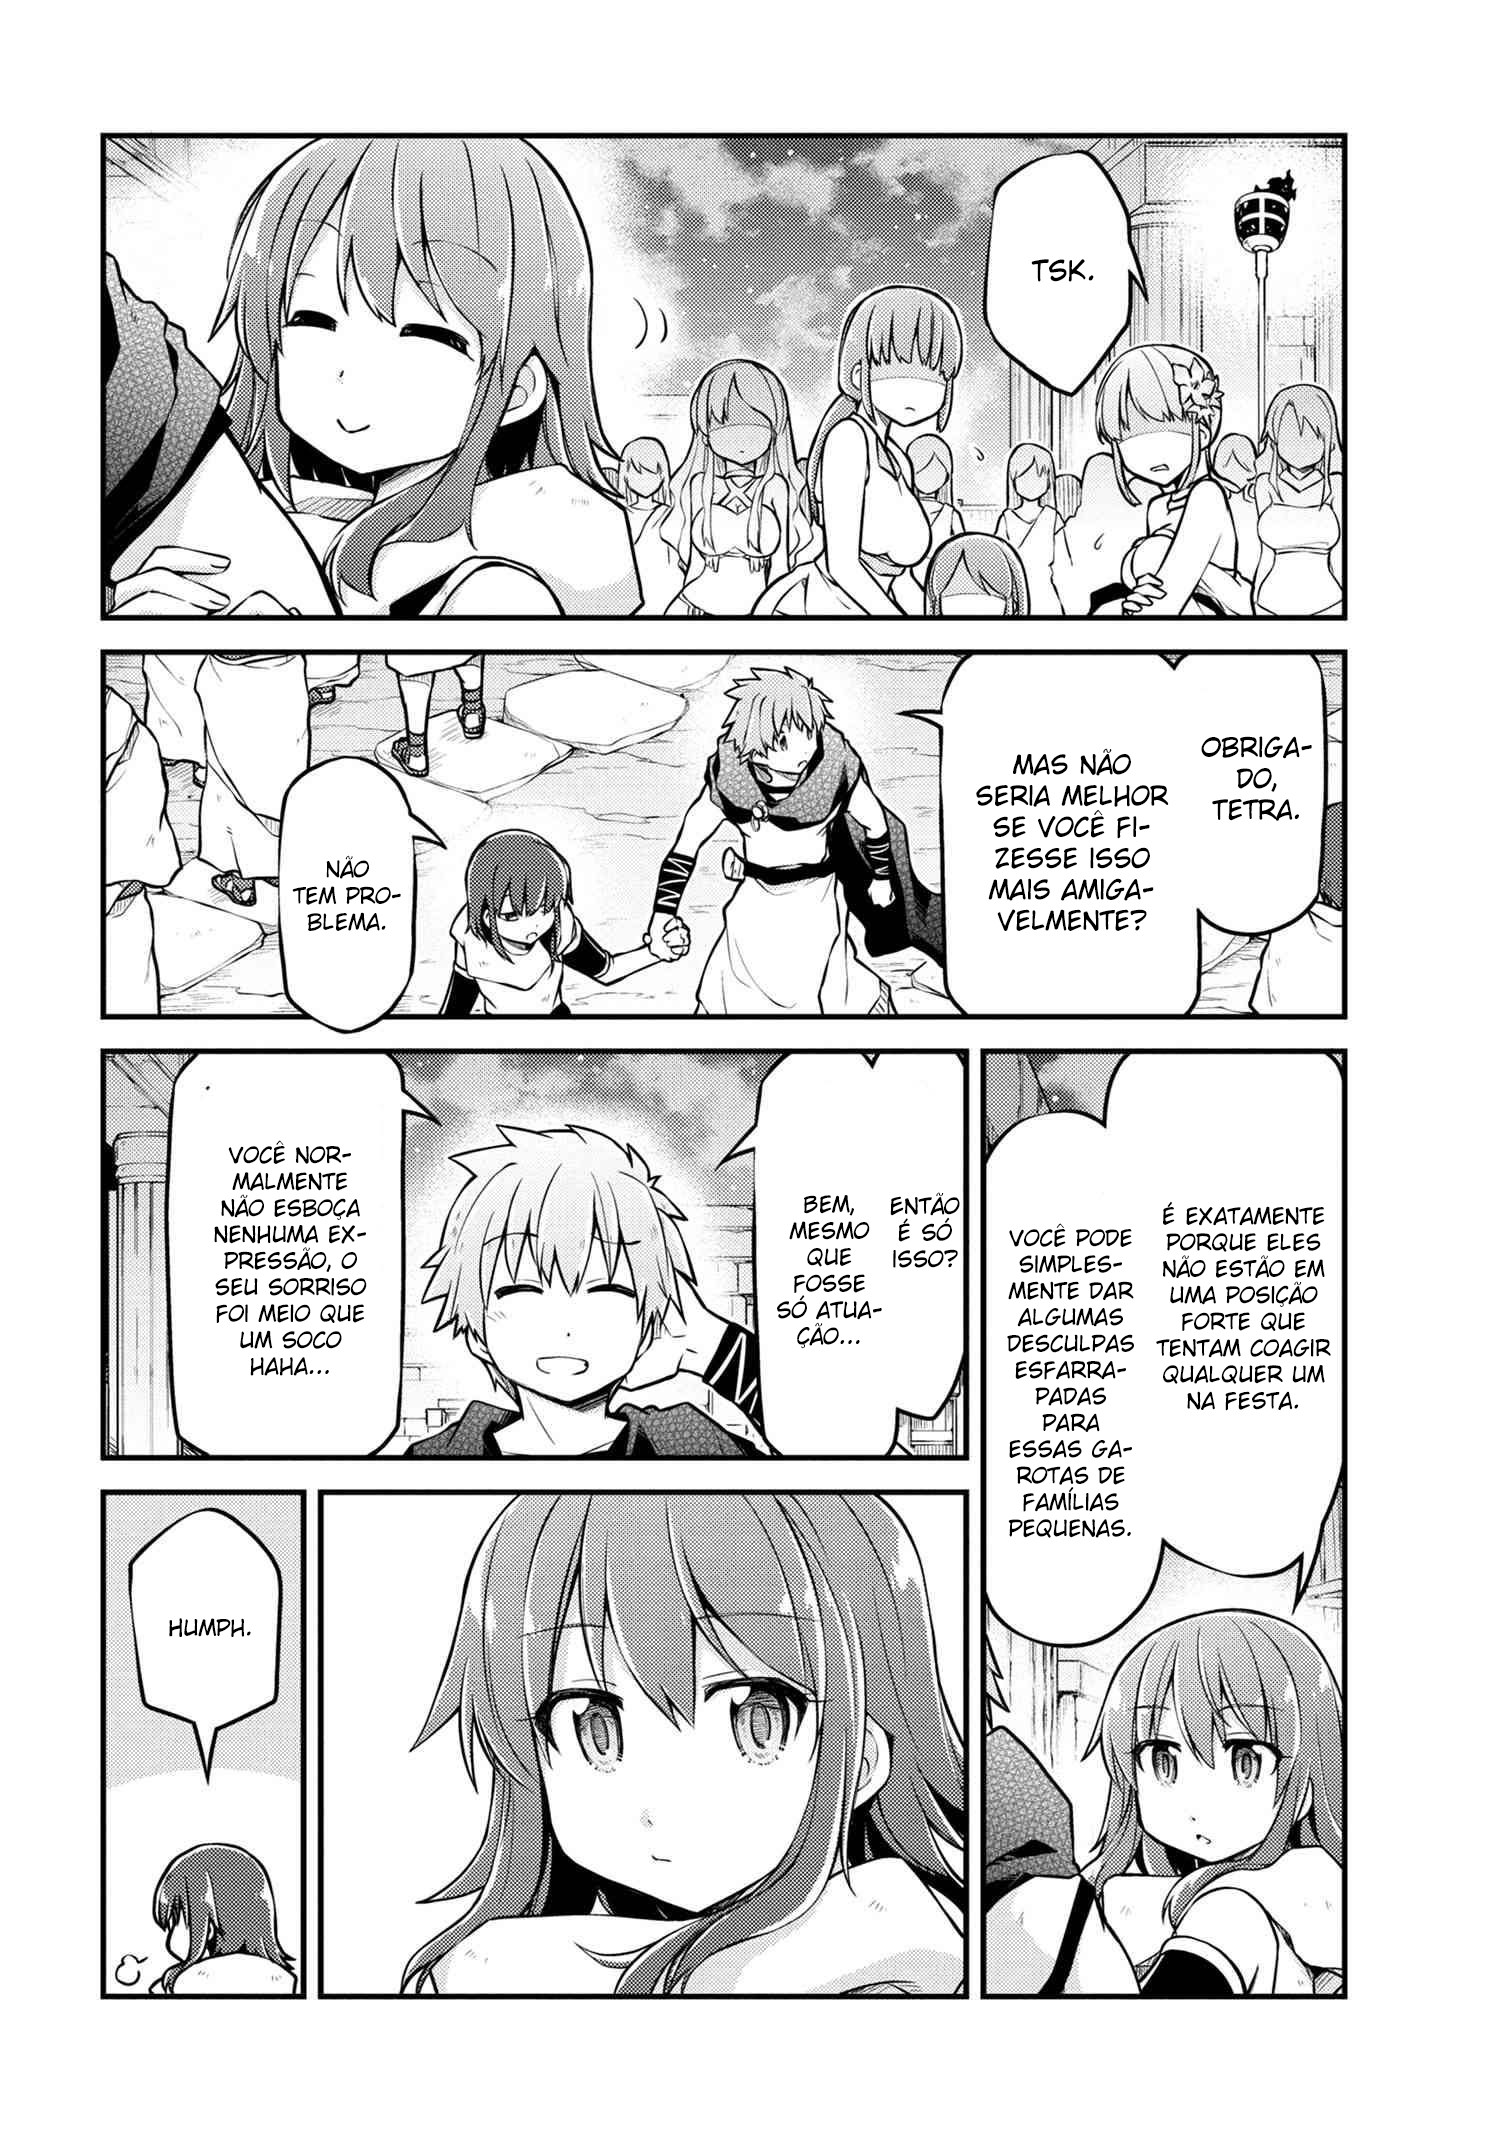 TSK.
OBRIGA-
DO,
TETRA.
MAS NÃO
SERIA MELHOR
SE VOCÊ FI-
ZESSE ISSO
MAIS AMIGA-
VELMENTE?
NÃO
TEM PRO-
BLEMA.
É EXATAMENTE
PORQUE ELES
NÃO ESTÃO EM
UMA POSIÇÃO
FORTE QUE
TENTAM COAGIR
QUALQUER UM
NA FESTA.
VOCÊ PODE
SIMPLES-
MENTE DAR
ALGUMAS
DESCULPAS
ESFARRA-
PADAS
PARA
ESSAS GA-
ROTAS DE
FAMÍLIAS
PEQUENAS.
ENTÃO
É SÓ
ISSO?
BEM,
MESMO
QUE
FOSSE
SÓ ATUA-
ÇÃO...
VOCÊ NOR-
MALMENTE
NÃO ESBOÇA
NENHUMA EX-
PRESSÃO, O
SEU SORRISO
FOI MEIO QUE
UM SOCO
HAHA...
HUMPH.